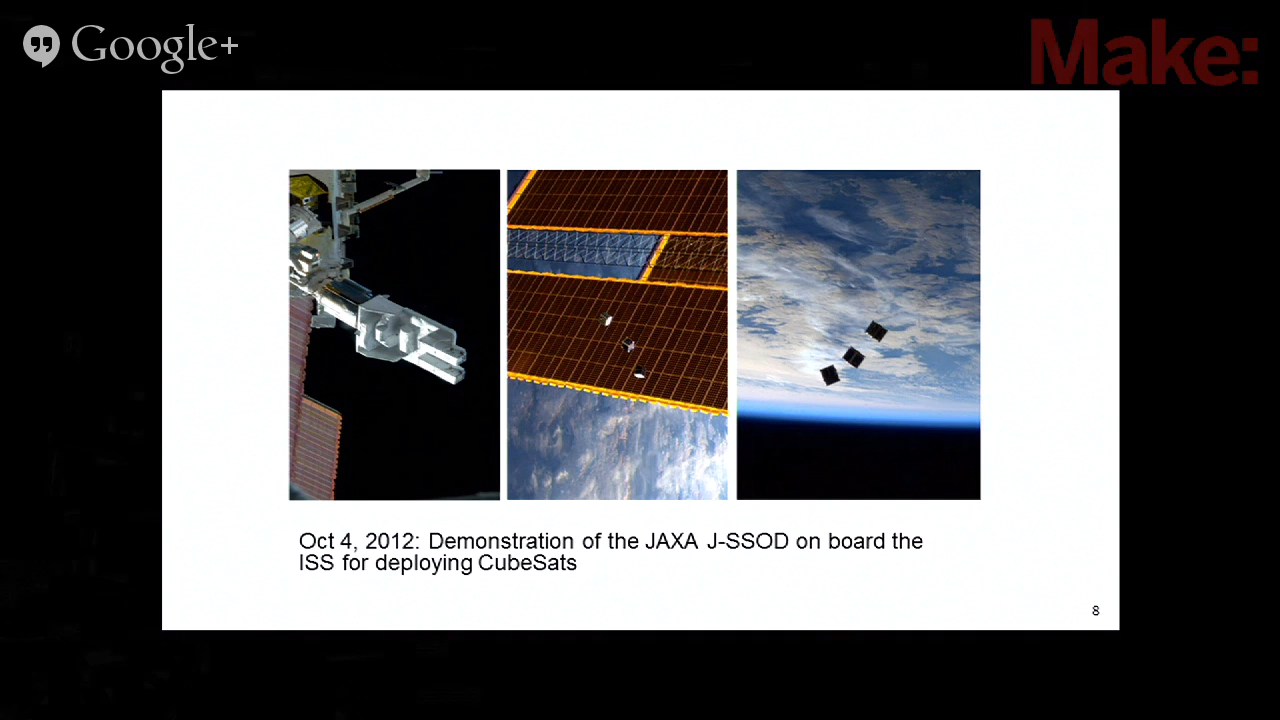 Google+
Make:
Oct 4, 2012: Demonstration of the JAXA J-SSOD on board the
ISS for deploying CubeSats
8